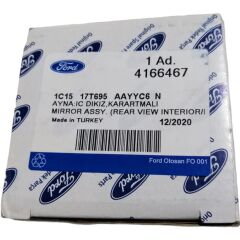 Ford
1 Ad.
4166467
1C15 17T695 AAYYC6 N
AYNA:IC DIKIZ,KARARTMALI
MIRROR ASSY. (REAR VIEW INTERIOR/I
Made in TURKEY
12/2020
Ford Otosan FO 001